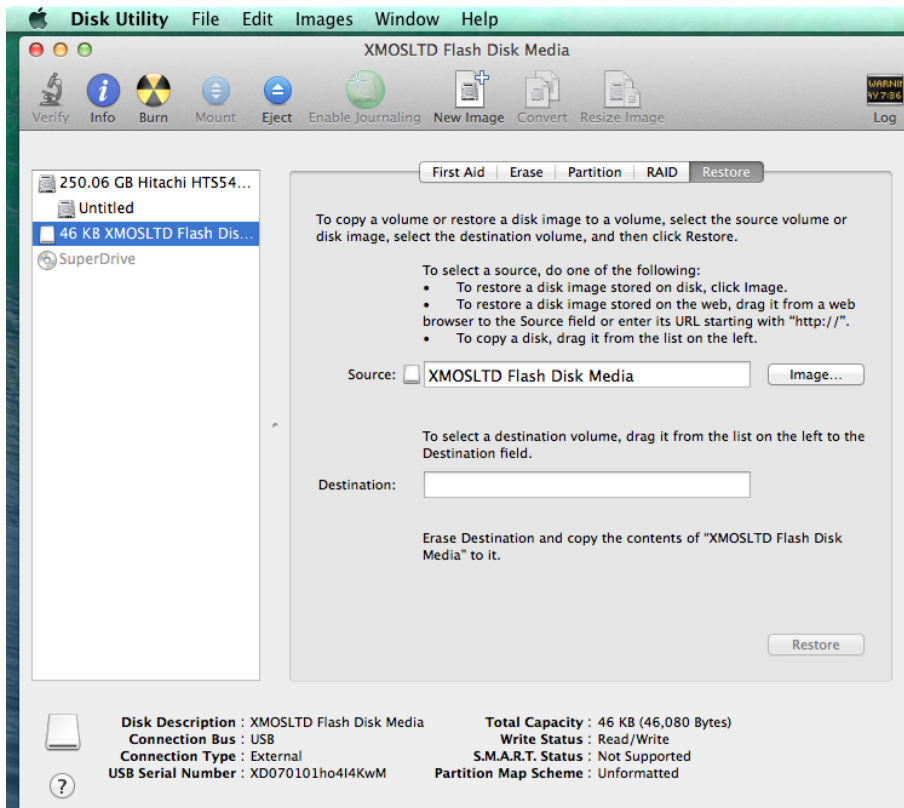 Disk Utility File Edit Images Window Help
XMOSLTD Flash Disk Media
WARNIN
AY 7:36
Verify Info Burn Mount Eject Enable Journaling New Image Convert Resize Image Log
250.06 GB Hitachi HTS54...
Untitled
46 KB XMOSLTD Flash Dis...
SuperDrive
First Aid Erase Partition RAID Restore
To copy a volume or restore a disk image to a volume, select the source volume or
disk image, select the destination volume, and then click Restore.
To select a source, do one of the following:
• To restore a disk image stored on disk, click Image.
• To restore a disk image stored on the web, drag it from a web
browser to the Source field or enter its URL starting with “http://”.
• To copy a disk, drag it from the list on the left.
Source: XMOSLTD Flash Disk Media Image...
To select a destination volume, drag it from the list on the left to the
Destination field.
Destination:
Erase Destination and copy the contents of “XMOSLTD Flash Disk
Media” to it.
Restore
Disk Description : XMOSLTD Flash Disk Media Total Capacity : 46 KB (46,080 Bytes)
Connection Bus : USB Write Status : Read/Write
Connection Type : External S.M.A.R.T. Status : Not Supported
USB Serial Number : XD070101ho4I4KwM Partition Map Scheme : Unformatted
?